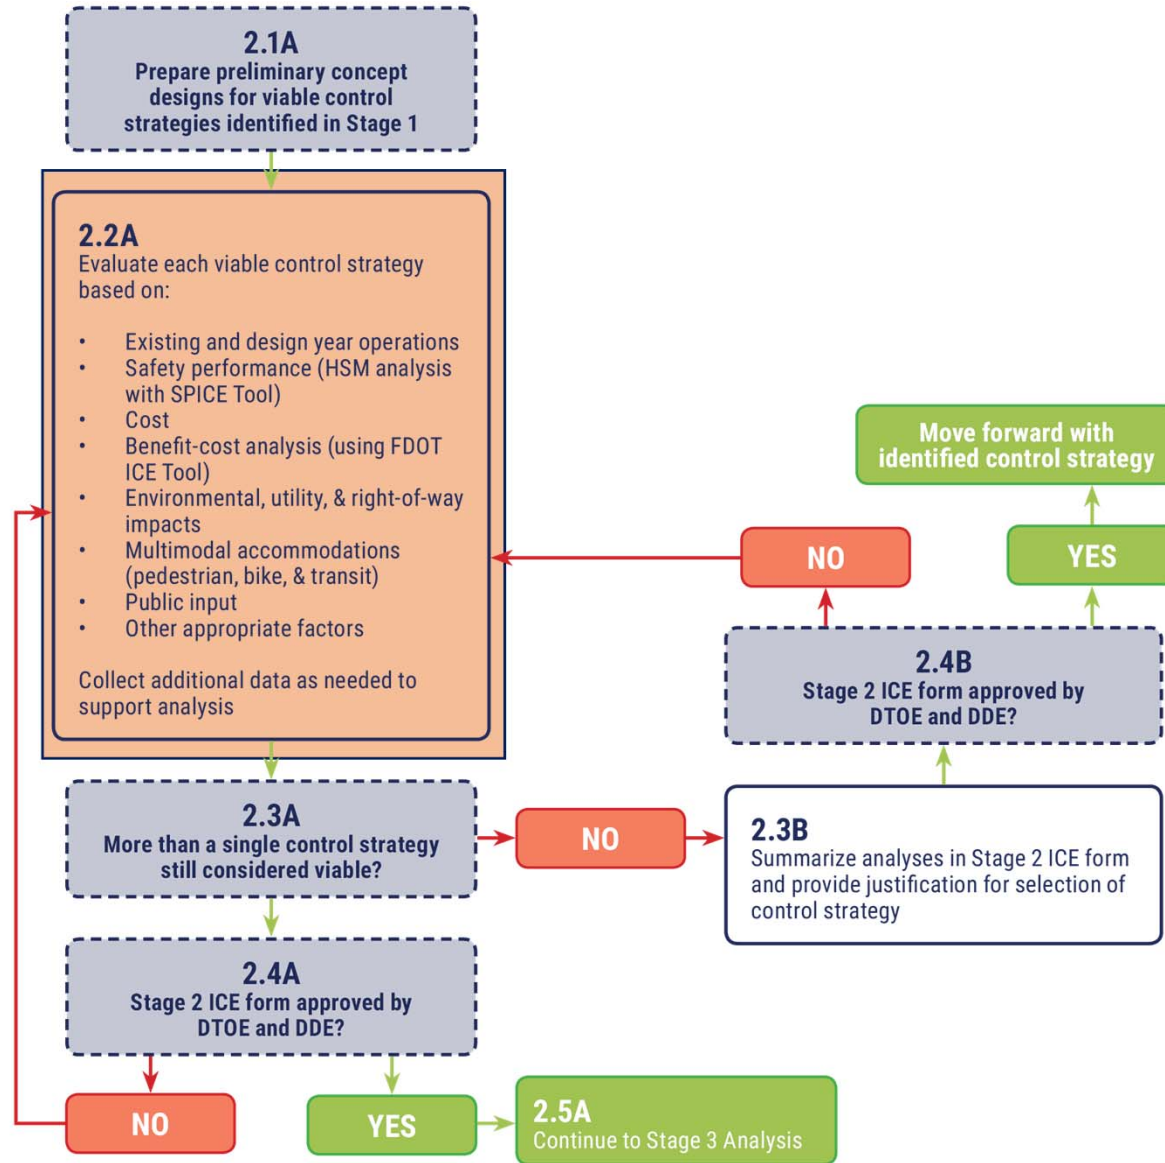 2.1A
Prepare preliminary concept
designs for viable control
strategies identified in Stage 1
2.2A
Evaluate each viable control strategy
based on:
• Existing and design year operations
• Safety performance (HSM analysis
with SPICE Tool)
• Cost
• Benefit-cost analysis (using FDOT
ICE Tool)
• Environmental, utility, & right-of-way
impacts
• Multimodal accommodations
(pedestrian, bike, & transit)
• Public input
• Other appropriate factors
Collect additional data as needed to
support analysis
2.3A
More than a single control strategy
still considered viable?
NO
2.3B
Summarize analyses in Stage 2 ICE form
and provide justification for selection of
control strategy
2.4B
Stage 2 ICE form approved by
DTOE and DDE?
NO
YES
Move forward with
identified control strategy
2.4A
Stage 2 ICE form approved by
DTOE and DDE?
NO
YES
2.5A
Continue to Stage 3 Analysis